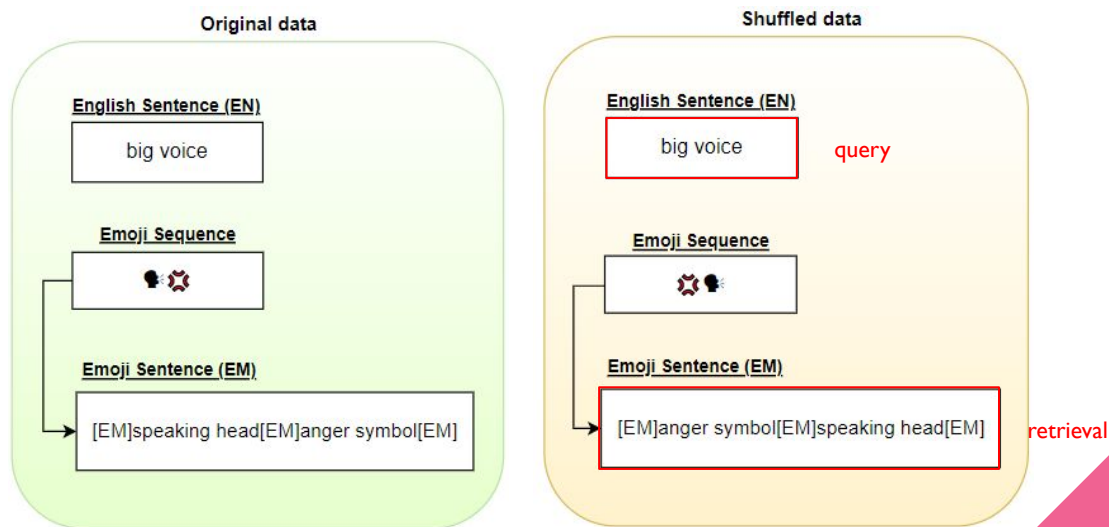 Original data
English Sentence (EN)
big voice
Emoji Sequence
🗣💢
Emoji Sentence (EM)
[EM]speaking head[EM]anger symbol[EM]
Shuffled data
English Sentence (EN)
big voice
query
Emoji Sequence
💢🗣
Emoji Sentence (EM)
[EM]anger symbol[EM]speaking head[EM]
retrieval